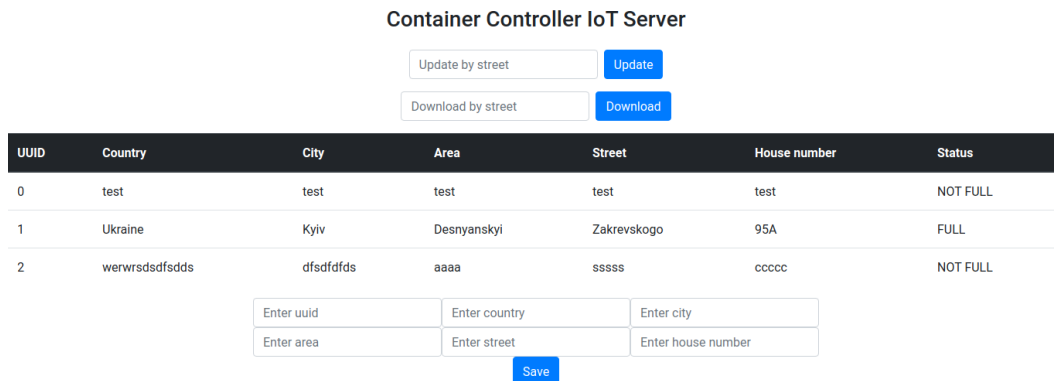 Container Controller IoT Server
Update by street Update
Download by street Download
UUID Country City Area Street House number Status
0 test test test test test NOT FULL
1 Ukraine Kyiv Desnyanskyi Zakrevskogo 95A FULL
2 werwrsdsdfsdds dfsdfdfds aaaa sssss ccccc NOT FULL
Enter uuid Enter country Enter city
Enter area Enter street Enter house number
Save